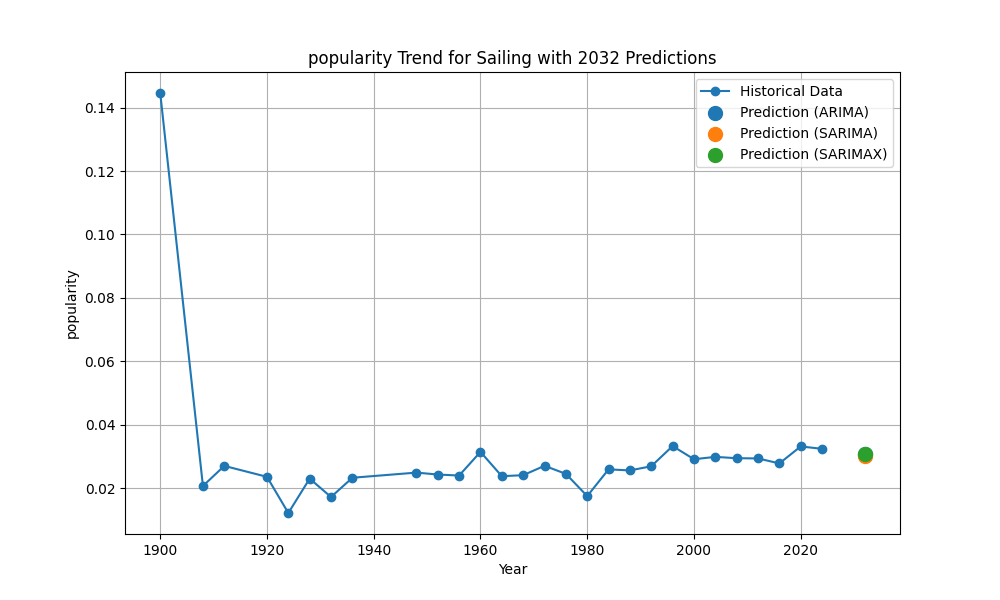 popularity Trend for Sailing with 2032 Predictions
Historical Data
Prediction (ARIMA)
Prediction (SARIMA)
Prediction (SARIMAX)
0.14
0.12
0.10
0.08
0.06
0.04
0.02
popularity
1900 1920 1940 1960 1980 2000 2020
Year